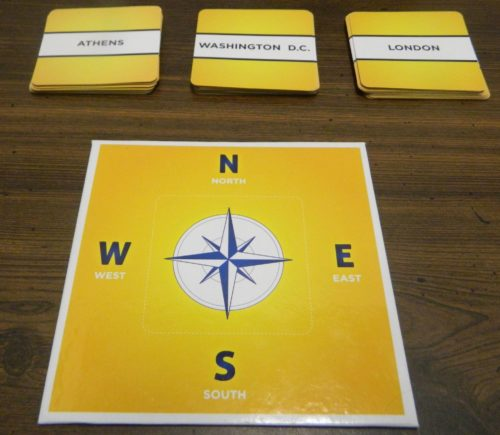 ATHENS
WASHINGTON D.C.
LONDON
N
NORTH
W
WEST
E
EAST
S
SOUTH